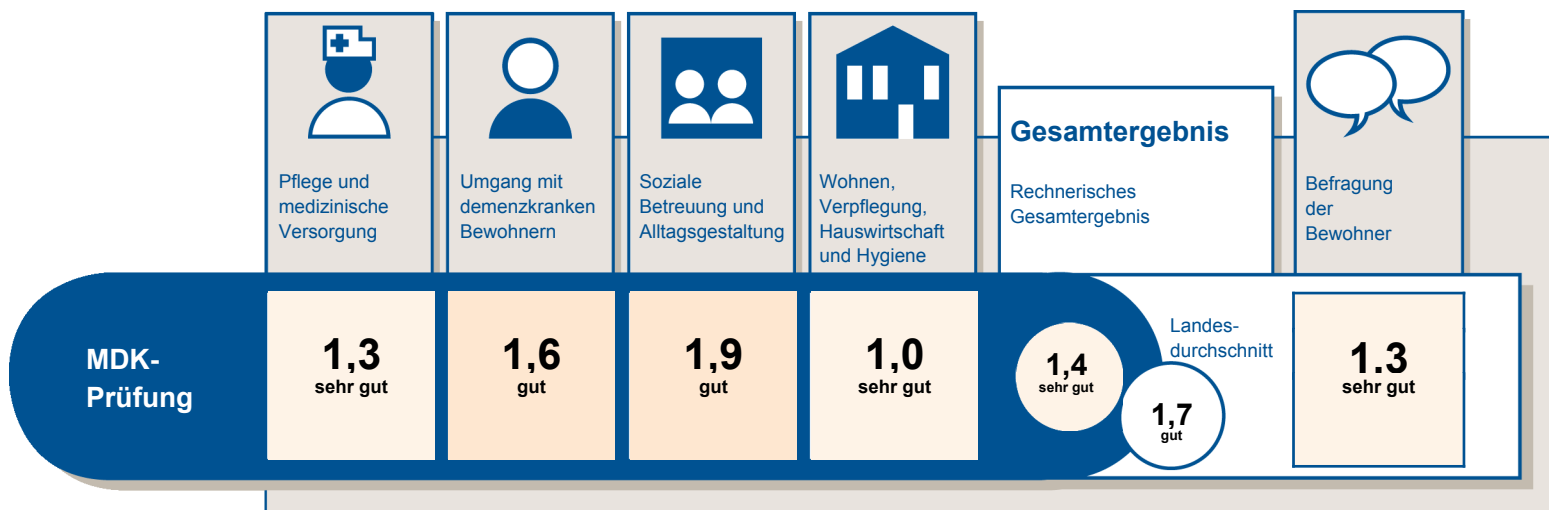 Pflege und
medizinische
Versorgung
Umgang mit
demenzkranken
Bewohnern
Soziale
Betreuung und
Alltagsgestaltung
Wohnen,
Verpflegung,
Hauswirtschaft
und Hygiene
Gesamtergebnis
Rechnerisches
Gesamtergebnis
Befragung
der
Bewohner
MDK-
Prüfung
1,3
sehr gut
1,6
gut
1,9
gut
1,0
sehr gut
1,4
sehr gut
Landes-
durchschnitt
1,7
gut
1.3
sehr gut